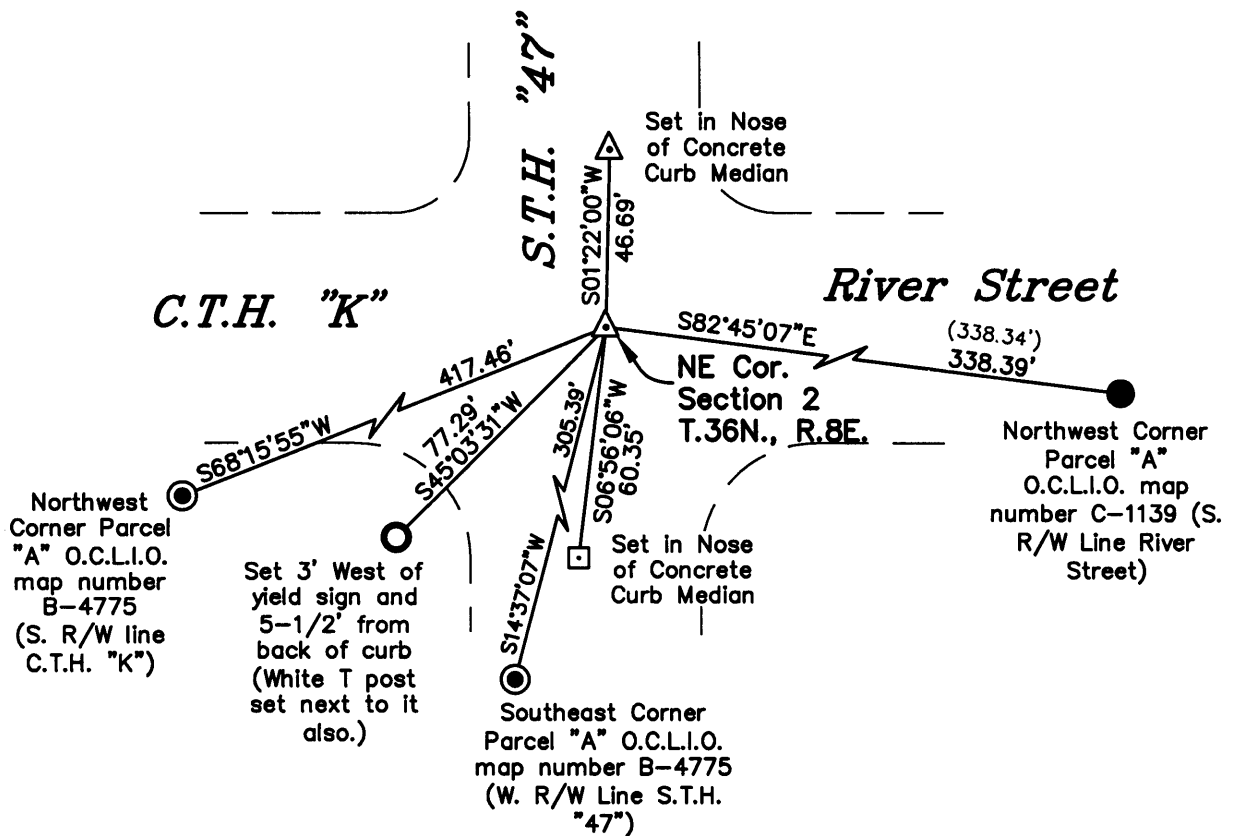 S.T.H. "47"
Set in Nose
of Concrete
Curb Median
S01°22'00"W
46.69'
C.T.H. "K"
River Street
S82°45'07"E
(338.34')
338.39'
NE Cor.
Section 2
T.36N., R.8E.
417.46'
S68°15'55"W
77.29'
S45°03'31"W
305.39'
S14°37'07"W
S06°56'06"W
60.35'
Northwest
Corner Parcel
"A" O.C.L.I.O.
map number
B-4775
(S. R/W line
C.T.H. "K")
Set 3' West of
yield sign and
5-1/2' from
back of curb
(White T post
set next to it
also.)
Set in Nose
of Concrete
Curb Median
Southeast Corner
Parcel "A" O.C.L.I.O.
map number B-4775
(W. R/W Line S.T.H.
"47")
Northwest Corner
Parcel "A"
O.C.L.I.O. map
number C-1139 (S.
R/W Line River
Street)